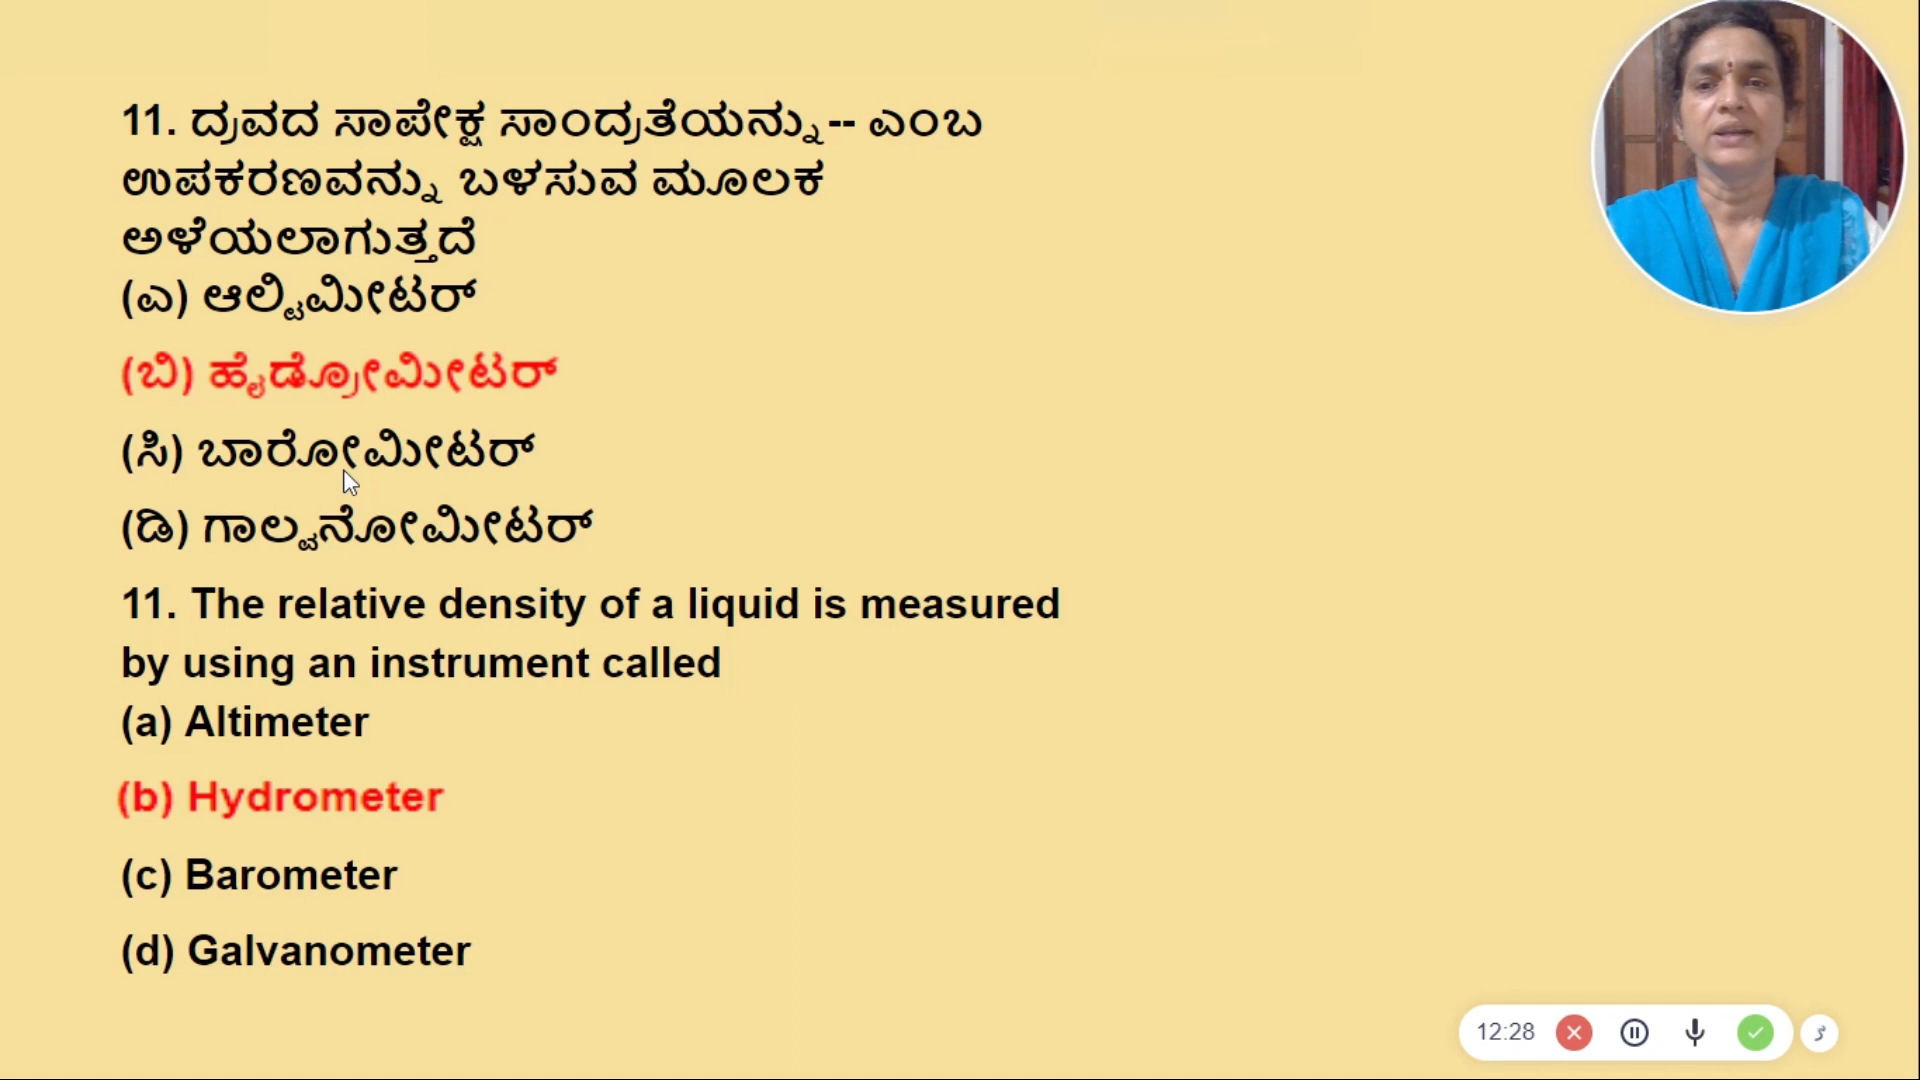 11. ದ್ರವದ ಸಾಪೇಕ್ಷ ಸಾಂದ್ರತೆಯನ್ನು -- ಎಂಬ
ಉಪಕರಣವನ್ನು ಬಳಸುವ ಮೂಲಕ
ಅಳೆಯಲಾಗುತ್ತದೆ
(ಎ) ಆಲ್ಟಿಮೀಟರ್
(ಬಿ) ಹೈಡ್ರೋಮೀಟರ್
(ಸಿ) ಬಾರೋಮೀಟರ್
(ಡಿ) ಗಾಲ್ವನೋಮೀಟರ್
11. The relative density of a liquid is measured
by using an instrument called
(a) Altimeter
(b) Hydrometer
(c) Barometer
(d) Galvanometer
12:28